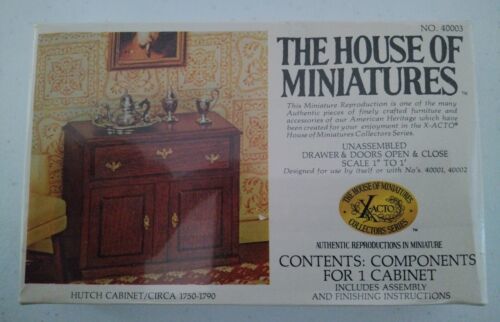 NO. 40003
THE HOUSE OF
MINIATURES™
This Miniature Reproduction is one of the many
Authentic pieces of finely crafted furniture and
accessories of our American Heritage which have
been created for your enjoyment in the X-ACTO®
House of Miniatures Collectors Series.
UNASSEMBLED
DRAWER & DOORS OPEN & CLOSE
SCALE 1" TO 1'
Designed for use by itself or with No's. 40001, 40002
THE HOUSE OF MINIATURES
X-ACTO
COLLECTORS SERIES
™
AUTHENTIC REPRODUCTIONS IN MINIATURE
CONTENTS: COMPONENTS
FOR 1 CABINET
INCLUDES ASSEMBLY
AND FINISHING INSTRUCTIONS
HUTCH CABINET/CIRCA 1750-1790